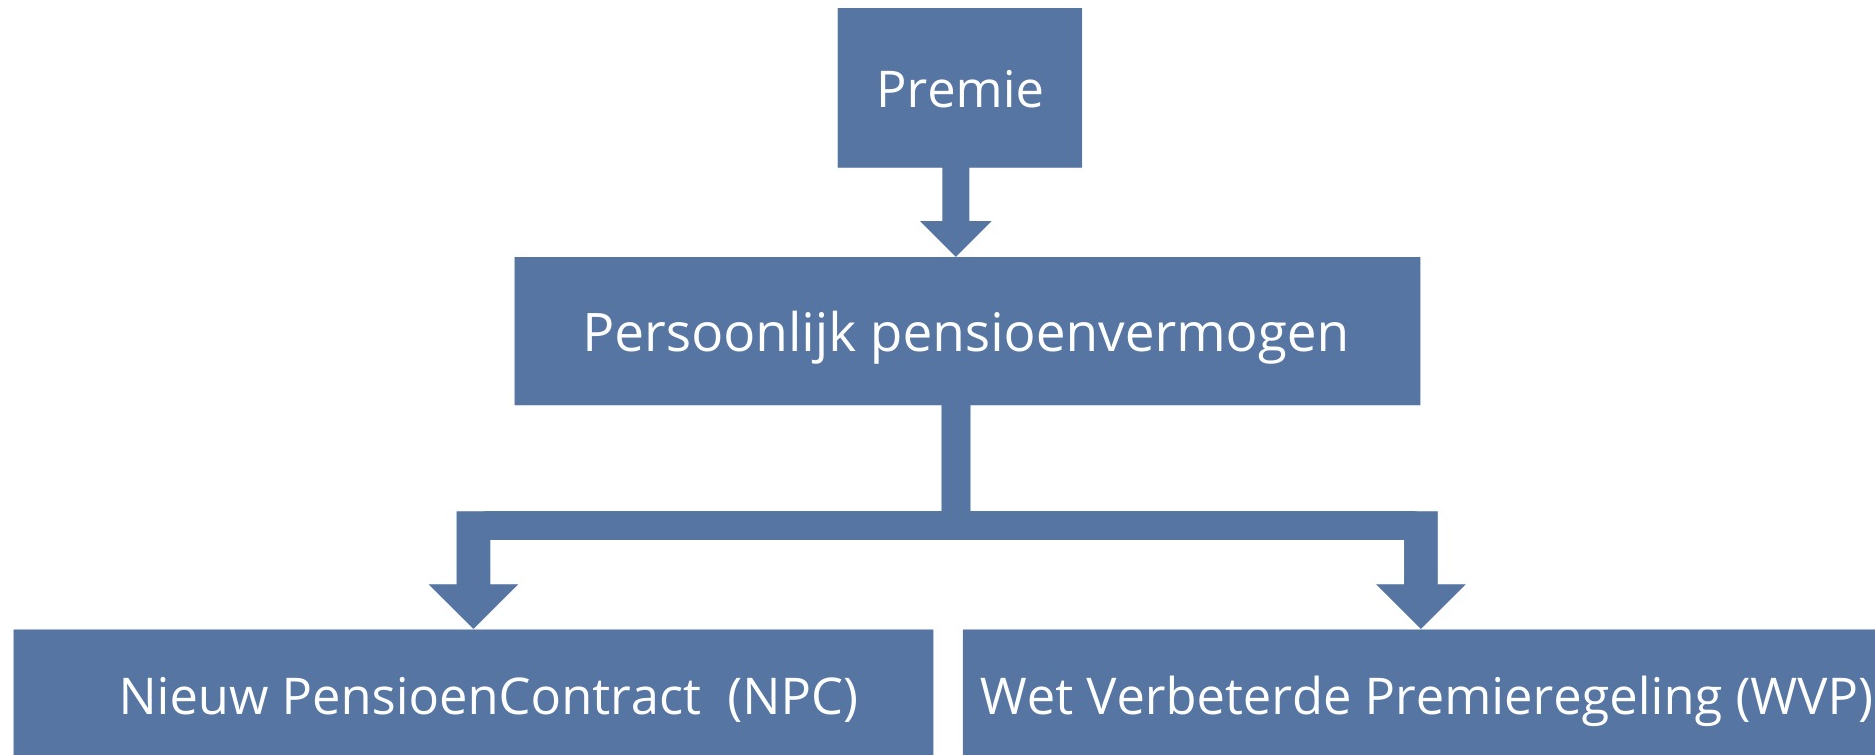 Premie
Persoonlijk pensioenvermogen
Nieuw PensioenContract (NPC)
Wet Verbeterde Premieregeling (WVP)